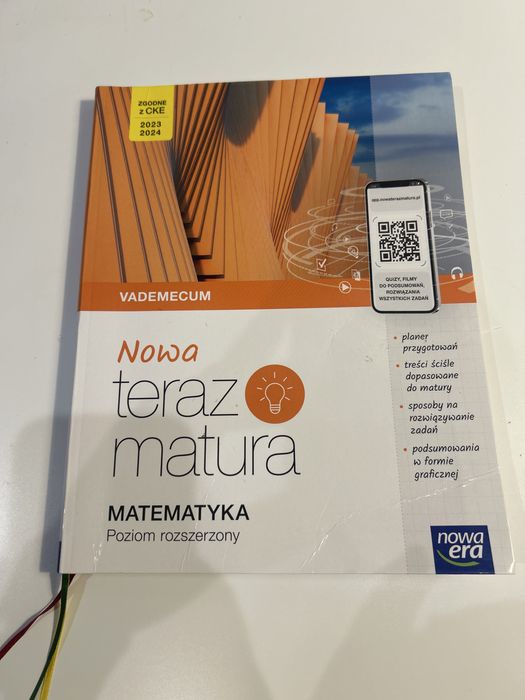 ZGODNE
z CKE
2023
2024
app.nowaterazmatura.pl
QUIZY, FILMY
DO PODSUMOWAŃ,
ROZWIĄZANIA
WSZYSTKICH ZADAŃ
VADEMECUM
Nowa
teraz
matura
MATEMATYKA
Poziom rozszerzony
• planer
przygotowań
• treści ściśle
dopasowane
do matury
• sposoby na
rozwiązywanie
zadań
• podsumowania
w formie
graficznej
nowa
era